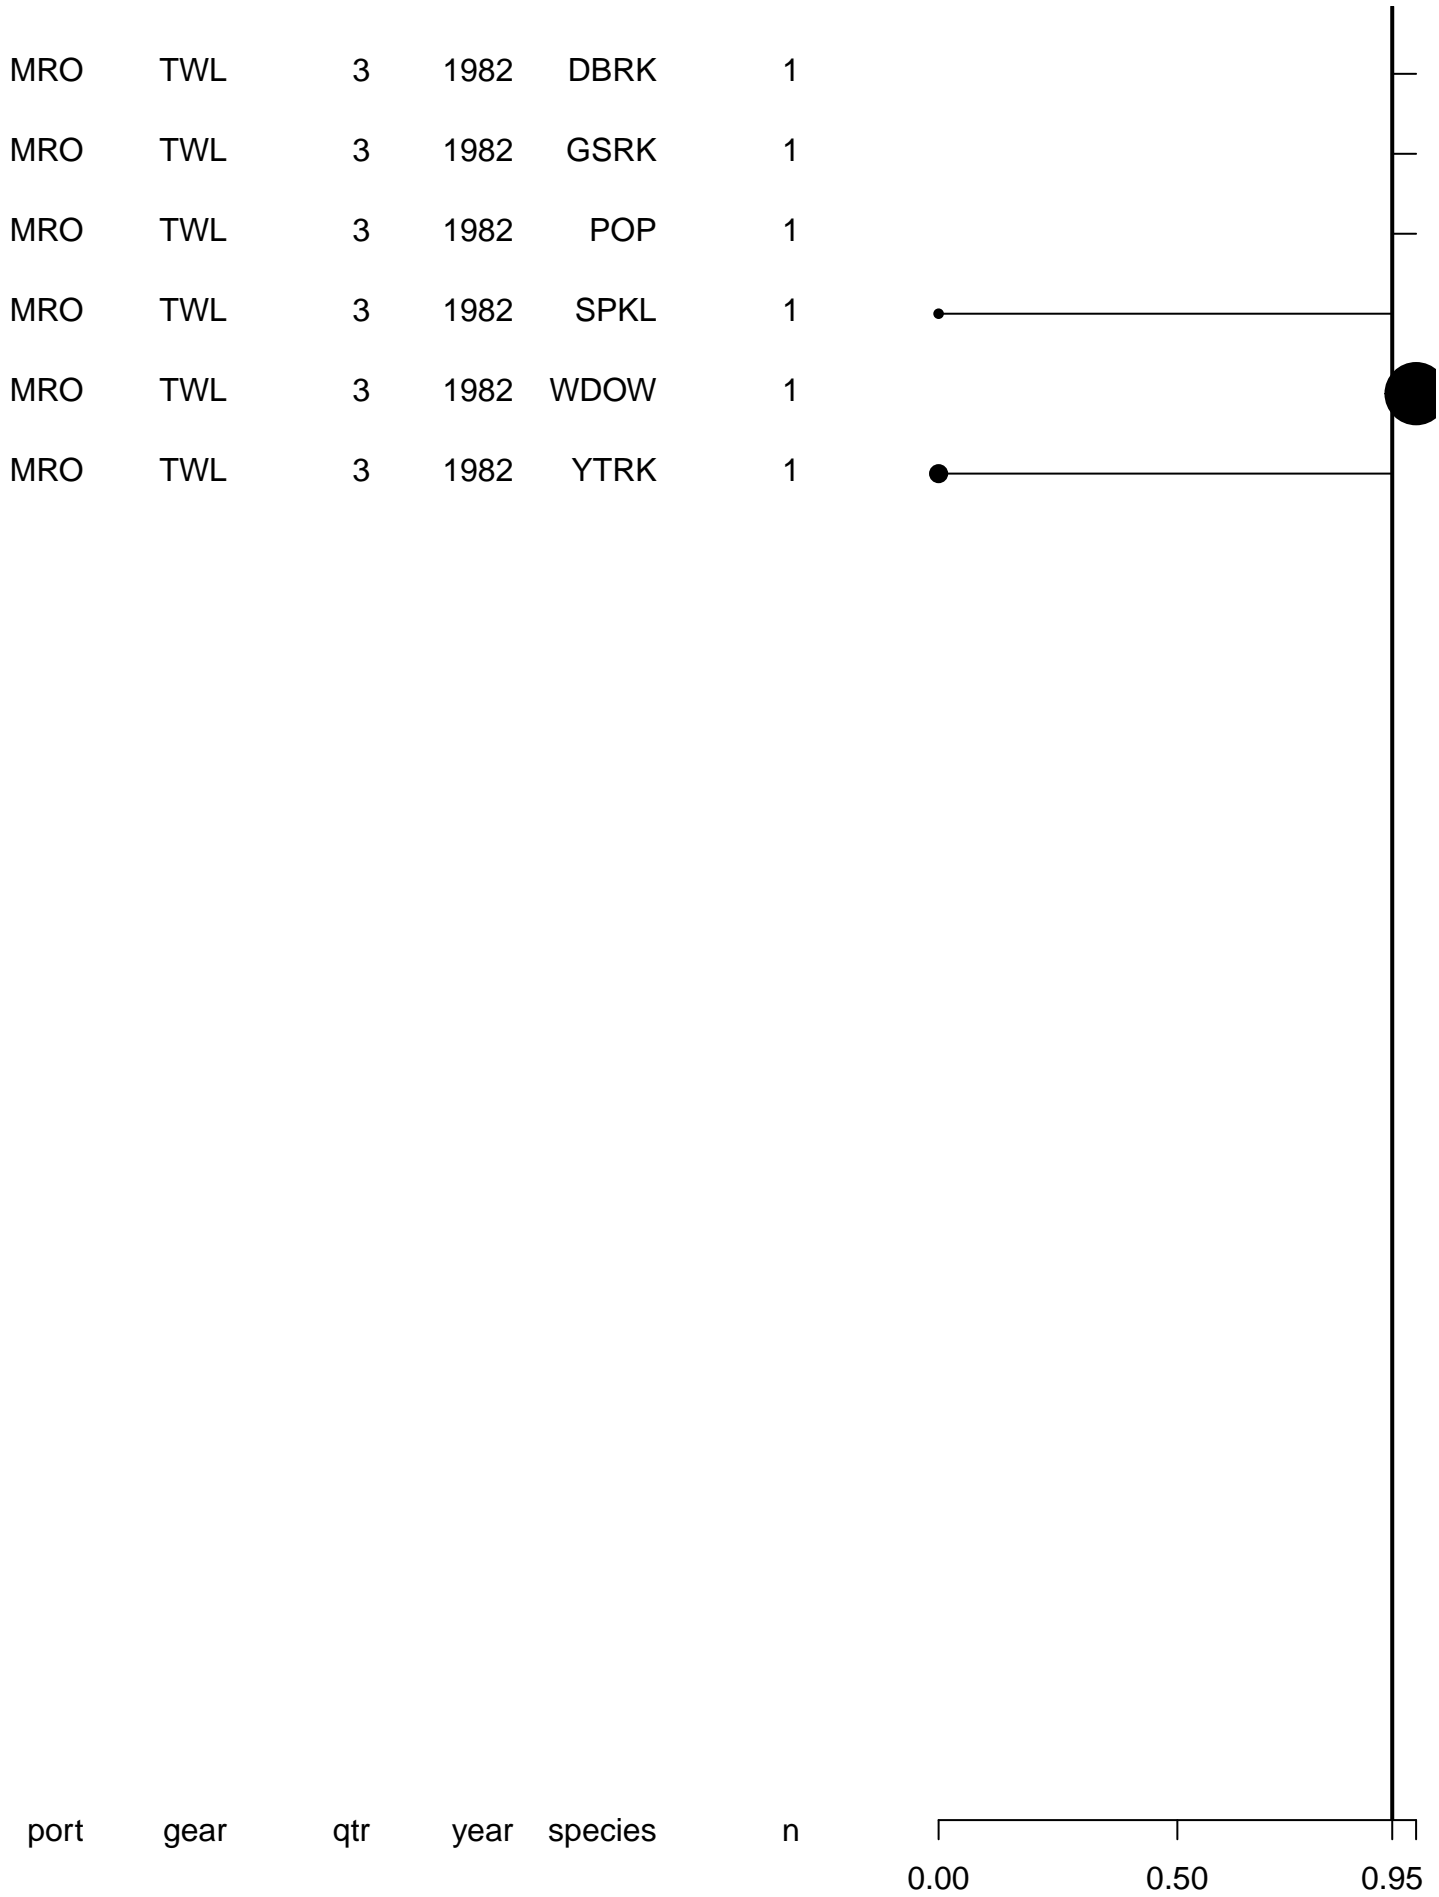 MRO TWL 3 1982 DBRK 1
MRO TWL 3 1982 GSRK 1
MRO TWL 3 1982 POP 1
MRO TWL 3 1982 SPKL 1
MRO TWL 3 1982 WDOW 1
MRO TWL 3 1982 YTRK 1
port gear qtr year species n
0.00 0.50 0.95